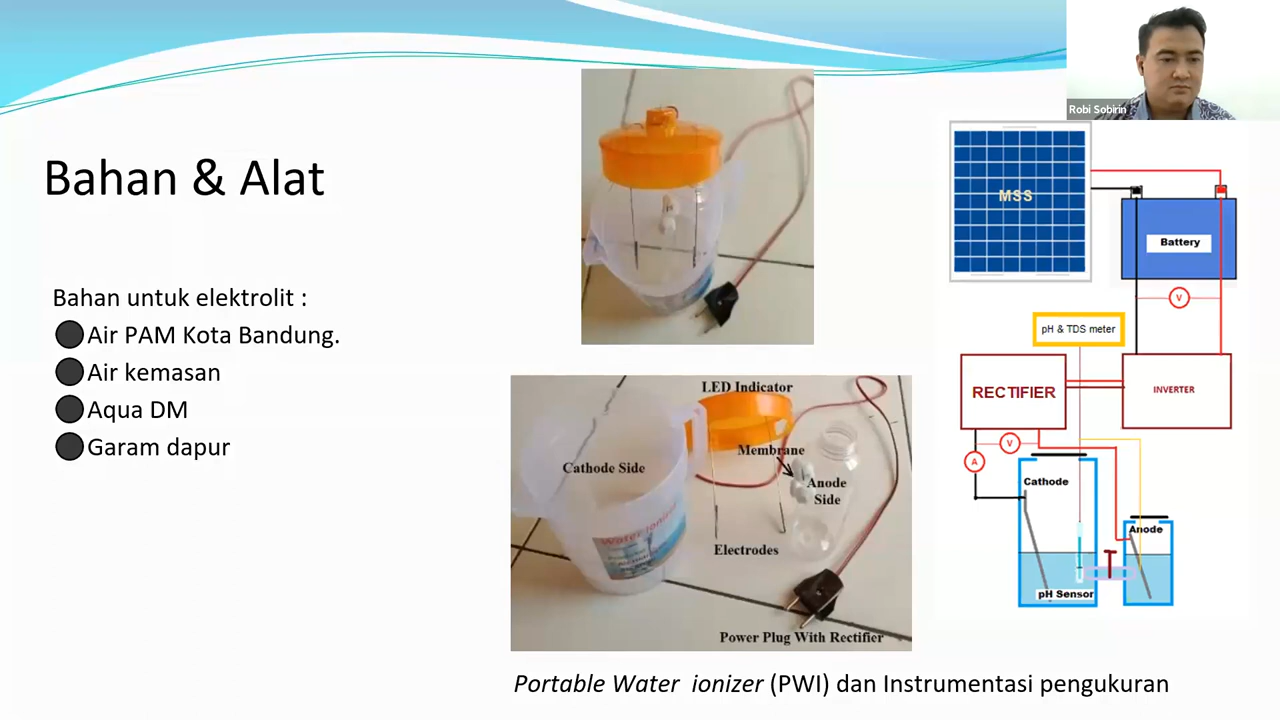 Robi Sobirin
Bahan & Alat
Bahan untuk elektrolit :
Air PAM Kota Bandung.
Air kemasan
Aqua DM
Garam dapur
LED Indicator
Cathode Side
Membrane
Anode
Side
Electrodes
Water ionizer
Power Plug With Rectifier
MSS
Battery
V
pH & TDS meter
RECTIFIER
INVERTER
V
A
Cathode
Anode
pH Sensor
Portable Water ionizer (PWI) dan Instrumentasi pengukuran